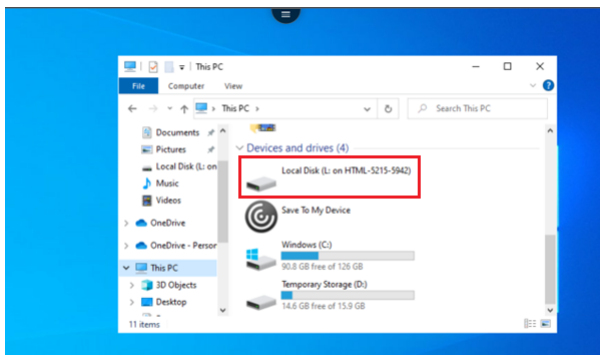 This PC
File Computer View
This PC
Search This PC
Documents
Pictures
Local Disk (L: on
Music
Videos
OneDrive
OneDrive - Person
This PC
3D Objects
Desktop
Devices and drives (4)
Local Disk (L: on HTML-5215-5942)
Save To My Device
Windows (C:)
90.8 GB free of 126 GB
Temporary Storage (D:)
14.6 GB free of 15.9 GB
11 items